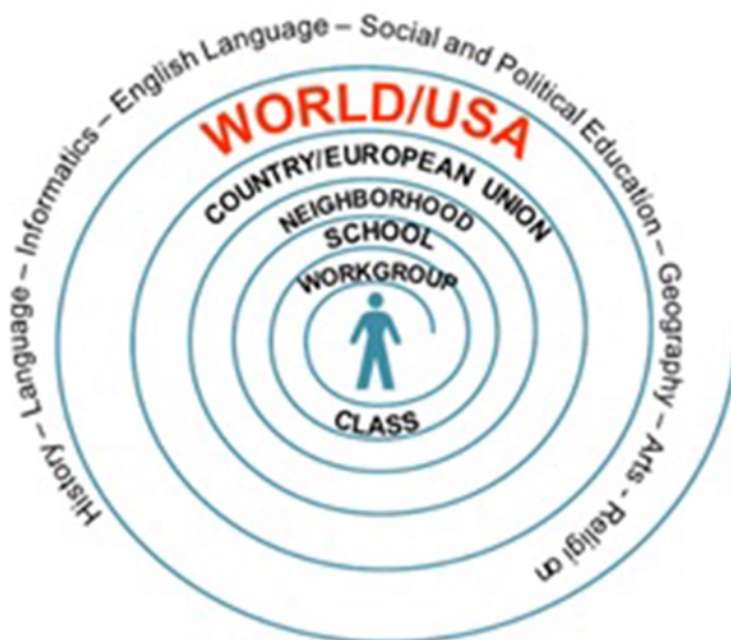 History – Language – Informatics – English Language – Social and Political Education – Geography – Arts - Religion
WORLD/USA
COUNTRY/EUROPEAN UNION
NEIGHBORHOOD
SCHOOL
WORKGROUP
CLASS